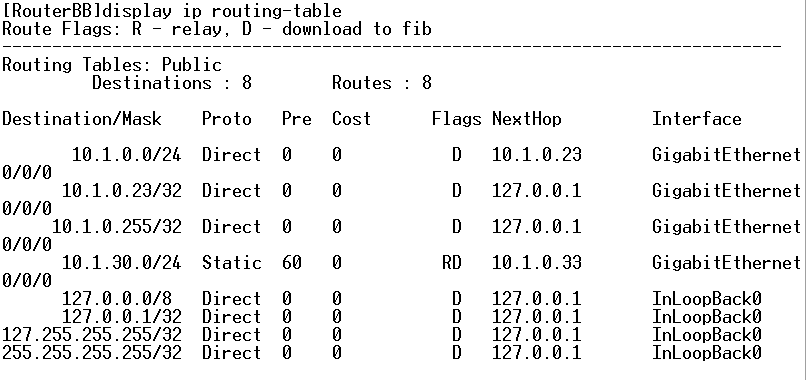 [RouterBB]display ip routing-table
Route Flags: R - relay, D - download to fib
------------------------------------------------------------------------------
Routing Tables: Public
         Destinations : 8        Routes : 8

Destination/Mask    Proto   Pre  Cost      Flags NextHop         Interface

       10.1.0.0/24  Direct  0    0           D   10.1.0.23       GigabitEthernet
0/0/0
      10.1.0.23/32  Direct  0    0           D   127.0.0.1       GigabitEthernet
0/0/0
     10.1.0.255/32  Direct  0    0           D   127.0.0.1       GigabitEthernet
0/0/0
      10.1.30.0/24  Static  60   0          RD   10.1.0.33       GigabitEthernet
0/0/0
      127.0.0.0/8   Direct  0    0           D   127.0.0.1       InLoopBack0
      127.0.0.1/32  Direct  0    0           D   127.0.0.1       InLoopBack0
127.255.255.255/32  Direct  0    0           D   127.0.0.1       InLoopBack0
255.255.255.255/32  Direct  0    0           D   127.0.0.1       InLoopBack0